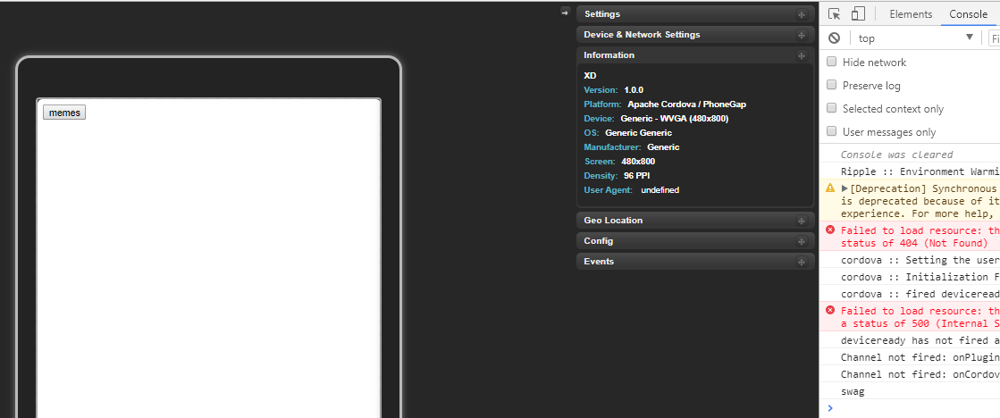 memes
Settings
Device & Network Settings
Information
XD
Version: 1.0.0
Platform: Apache Cordova / PhoneGap
Device: Generic - WVGA (480x800)
OS: Generic Generic
Manufacturer: Generic
Screen: 480x800
Density: 96 PPI
User Agent: undefined
Geo Location
Config
Events
Elements Console
top Fi
Hide network
Preserve log
Selected context only
User messages only
Console was cleared
Ripple :: Environment Warmi
[Deprecation] Synchronous
is deprecated because of it
experience. For more help,
Failed to load resource: th
status of 404 (Not Found)
cordova :: Setting the user
cordova :: Initialization F
cordova :: fired deviceread
Failed to load resource: th
a status of 500 (Internal S
deviceready has not fired a
Channel not fired: onPlugin
Channel not fired: onCordov
swag